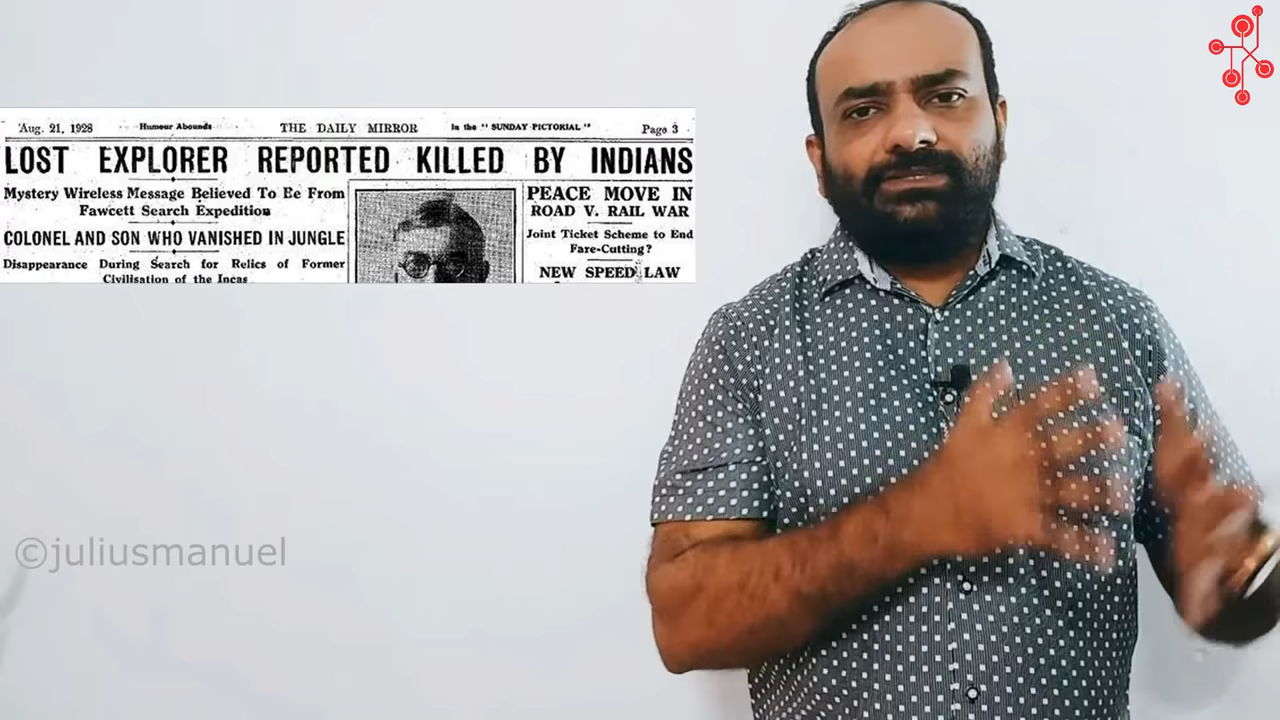 Aug. 21, 1928 Humour Abounds THE DAILY MIRROR In the "SUNDAY PICTORIAL" Page 3
LOST EXPLORER REPORTED KILLED BY INDIANS
Mystery Wireless Message Believed To Be From
Fawcett Search Expedition
COLONEL AND SON WHO VANISHED IN JUNGLE
Disappearance During Search for Relics of Former
Civilisation of the Incas
PEACE MOVE IN
ROAD V. RAIL WAR
Joint Ticket Scheme to End
Fare-Cutting?
NEW SPEED LAW
©juliusmanuel